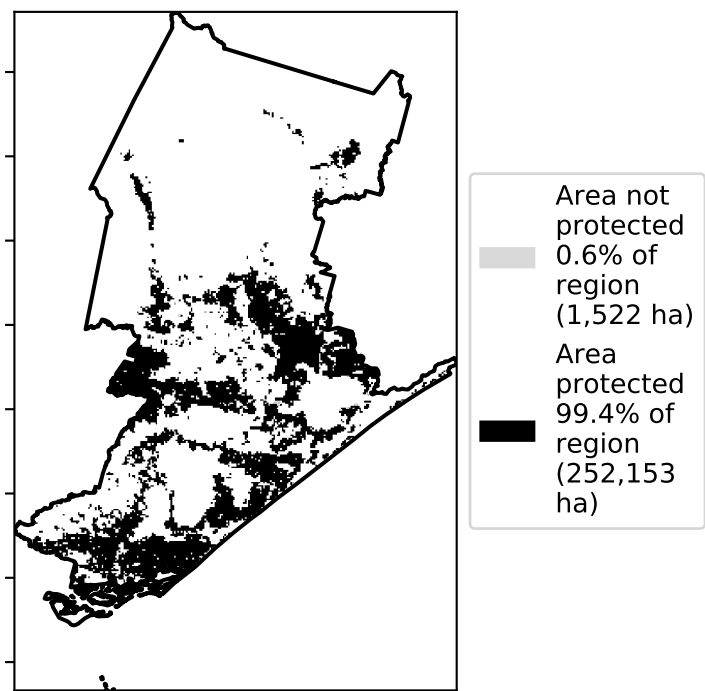 Area not
protected
0.6% of
region
(1,522 ha)
Area
protected
99.4% of
region
(252,153
ha)